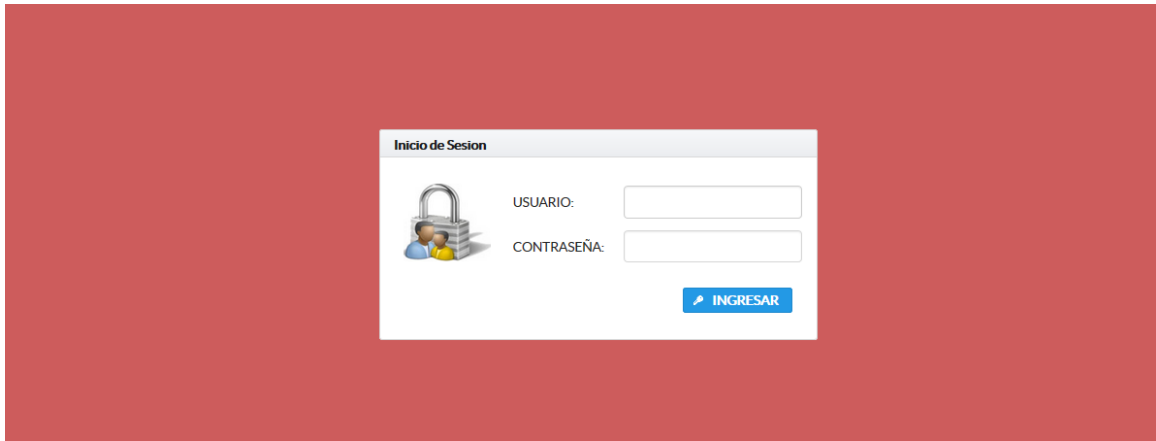 Inicio de Sesion
USUARIO:
CONTRASEÑA:
INGRESAR